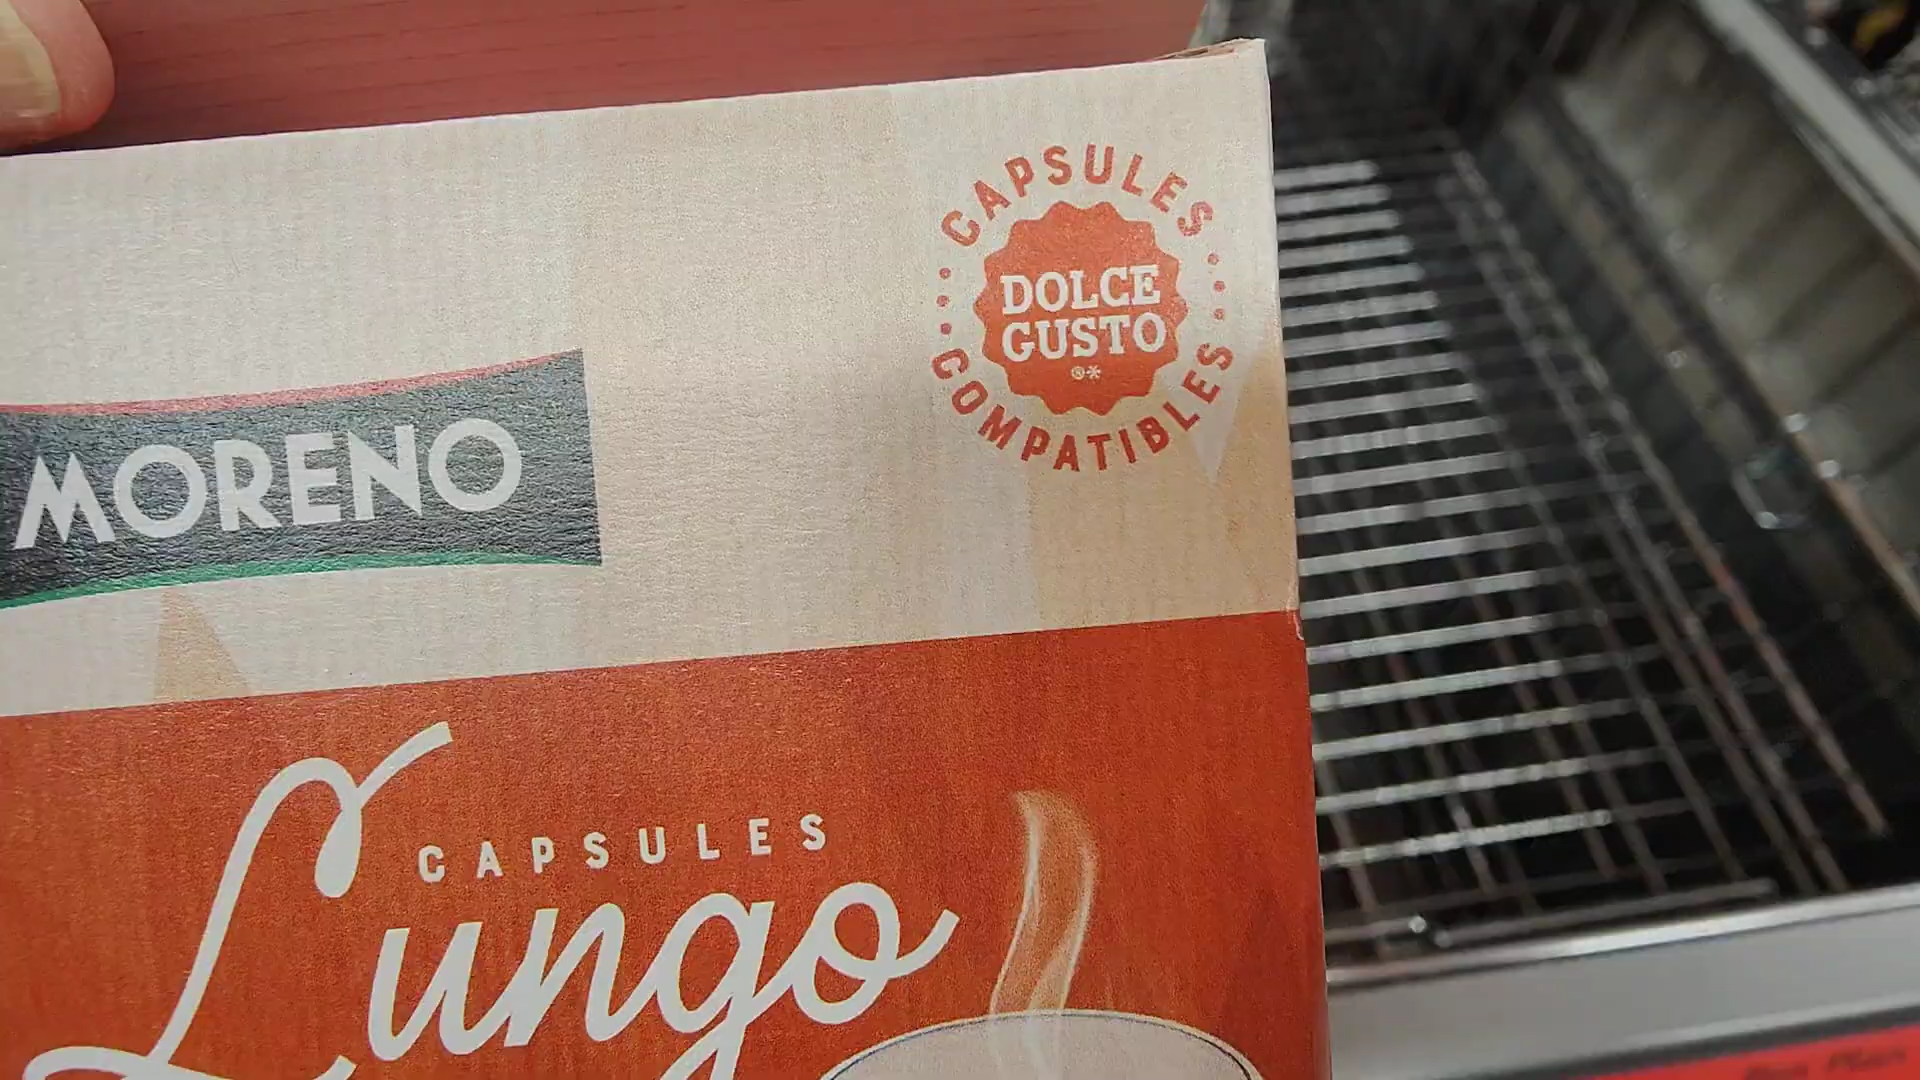 CAPSULES
DOLCE
GUSTO
®*
COMPATIBLES
MORENO
CAPSULES
Lungo